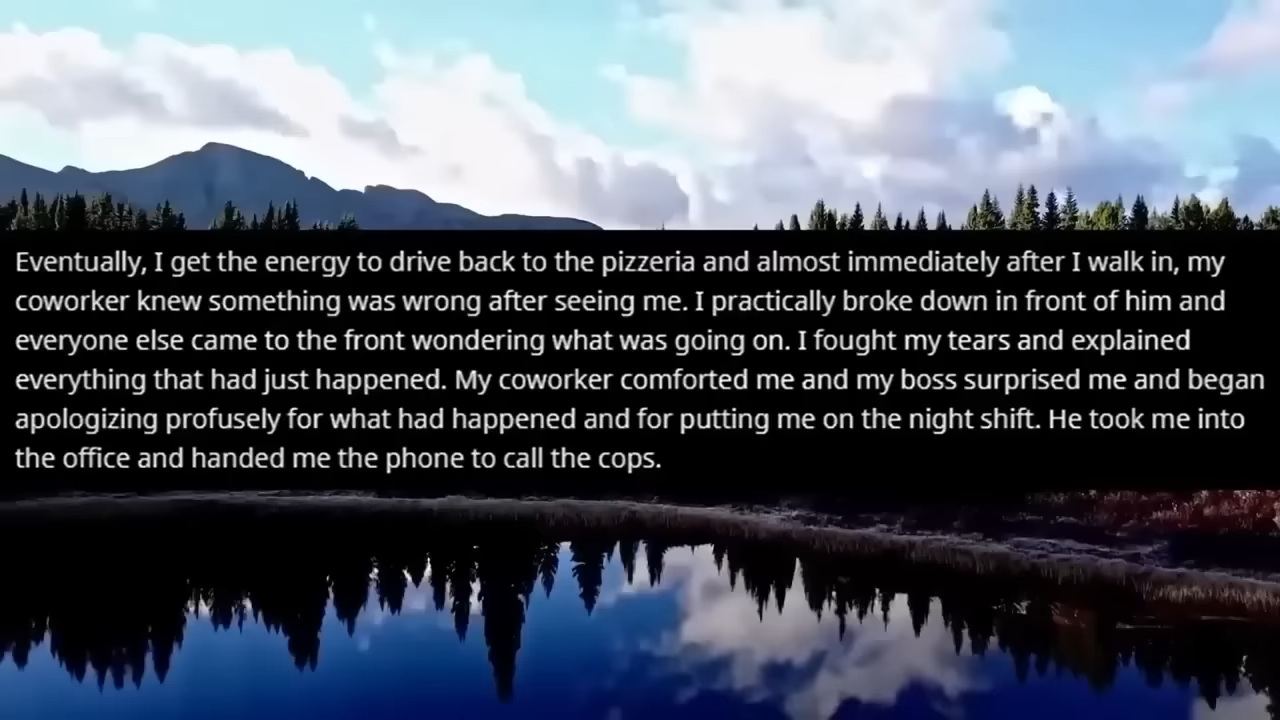 Eventually, I get the energy to drive back to the pizzeria and almost immediately after I walk in, my
coworker knew something was wrong after seeing me. I practically broke down in front of him and
everyone else came to the front wondering what was going on. I fought my tears and explained
everything that had just happened. My coworker comforted me and my boss surprised me and began
apologizing profusely for what had happened and for putting me on the night shift. He took me into
the office and handed me the phone to call the cops.